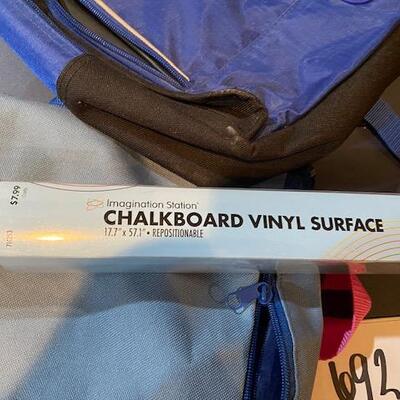 Imagination Station
CHALKBOARD VINYL SURFACE
17.7" x 57.1" • REPOSITIONABLE
$7.99
692